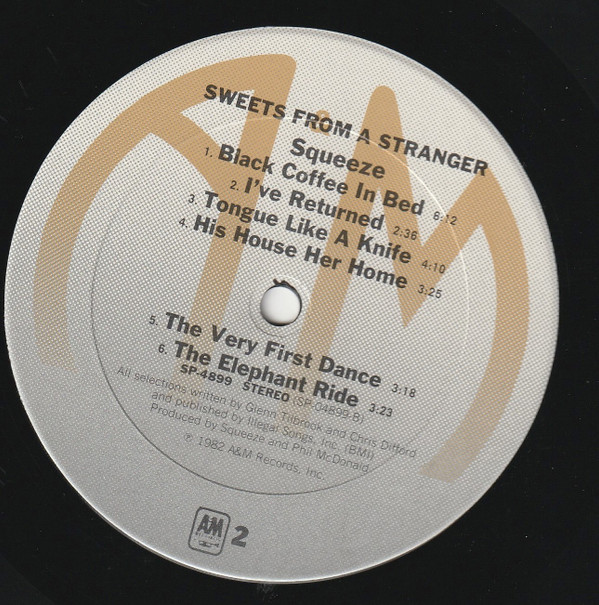 SWEETS FROM A STRANGER
Squeeze
1. Black Coffee In Bed 6:12
2. I've Returned 2:36
3. Tongue Like A Knife 4:10
4. His House Her Home 3:25
5. The Very First Dance 3:18
6. The Elephant Ride 3:23
SP-4899 STEREO (SP-04899-B)
All selections written by Glenn Tilbrook and Chris Difford
and published by Illegal Songs, Inc. (BMI)
Produced by Squeeze and Phil McDonald
℗ 1982 A&M Records, Inc.
AM 2